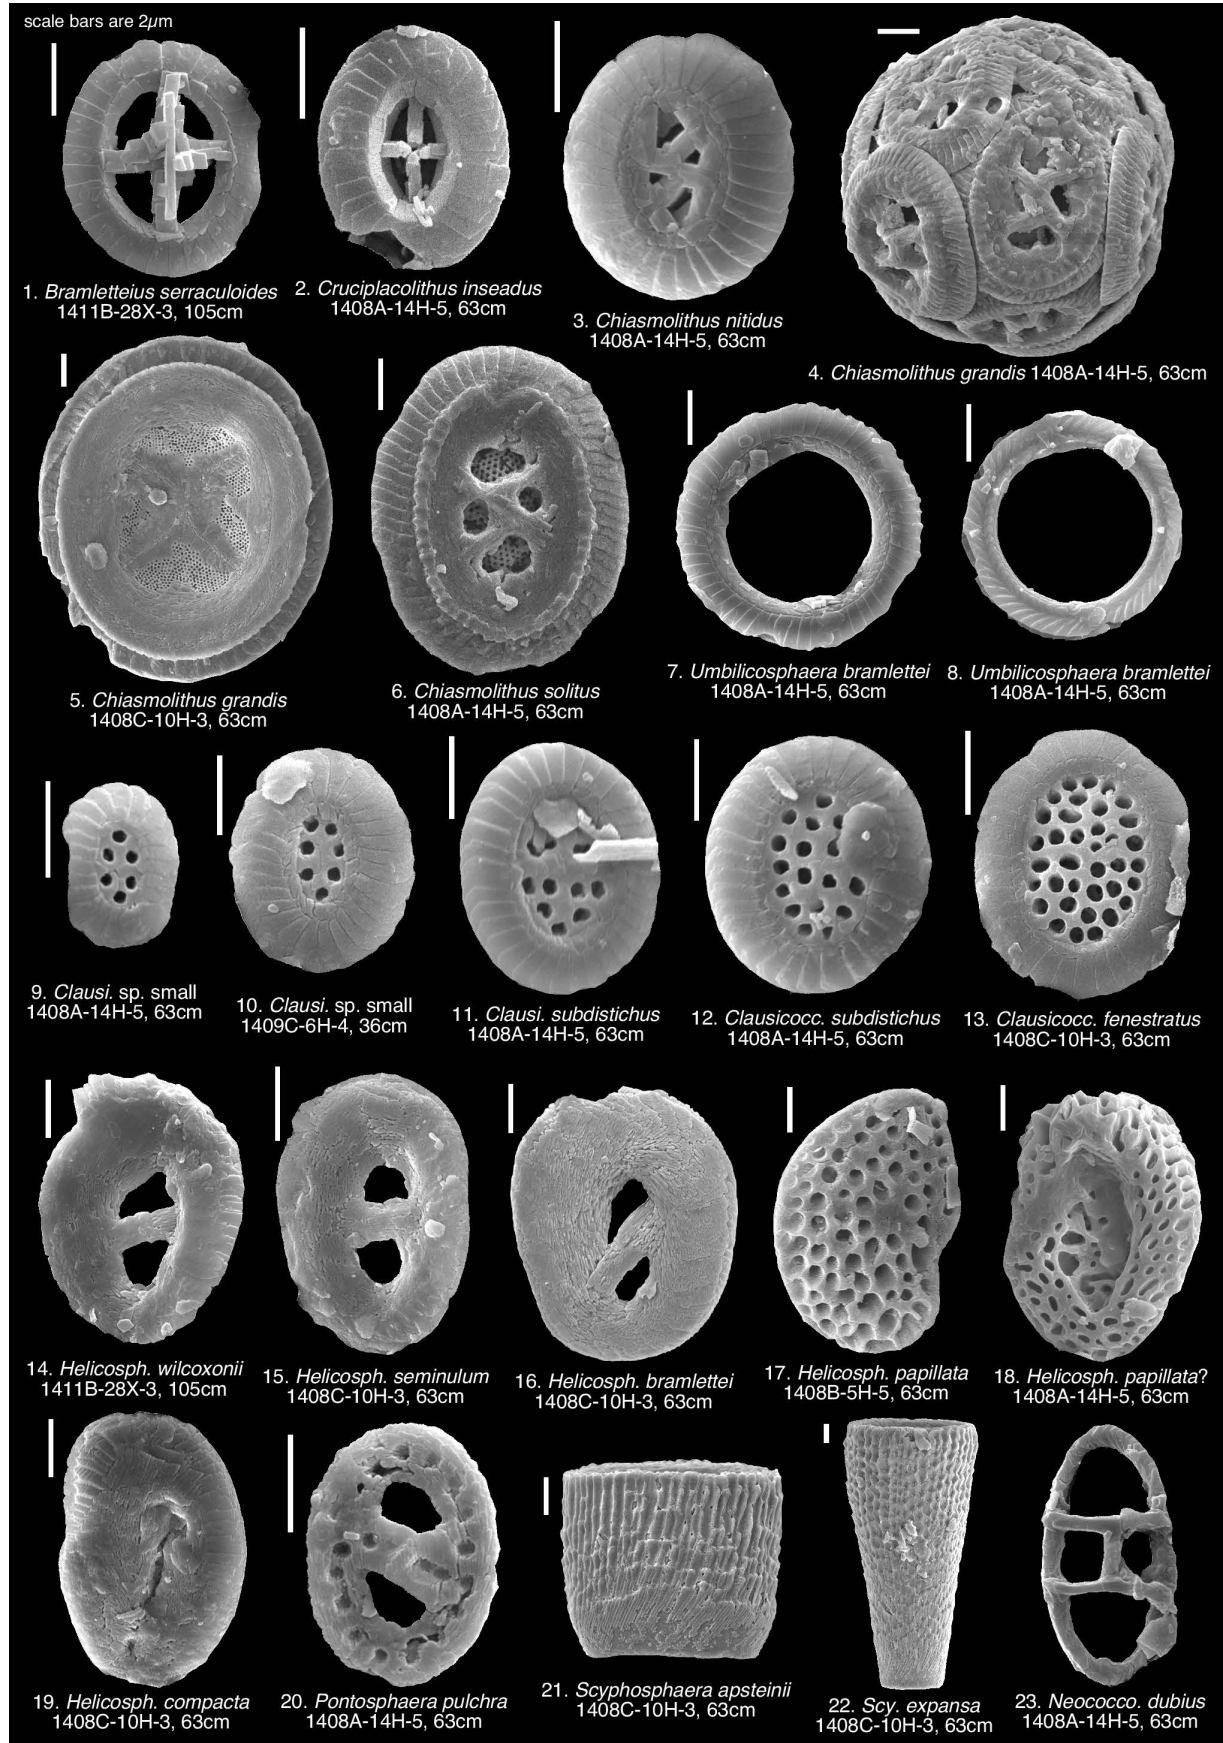 scale bars are 2µm
1. Bramletteius serraculoides
1411B-28X-3, 105cm
2. Cruciplacolithus inseadus
1408A-14H-5, 63cm
3. Chiasmolithus nitidus
1408A-14H-5, 63cm
4. Chiasmolithus grandis 1408A-14H-5, 63cm
5. Chiasmolithus grandis
1408C-10H-3, 63cm
6. Chiasmolithus solitus
1408A-14H-5, 63cm
7. Umbilicosphaera bramlettei
1408A-14H-5, 63cm
8. Umbilicosphaera bramlettei
1408A-14H-5, 63cm
9. Clausi. sp. small
1408A-14H-5, 63cm
10. Clausi. sp. small
1409C-6H-4, 36cm
11. Clausi. subdistichus
1408A-14H-5, 63cm
12. Clausicocc. subdistichus
1408A-14H-5, 63cm
13. Clausicocc. fenestratus
1408C-10H-3, 63cm
14. Helicosph. wilcoxonii
1411B-28X-3, 105cm
15. Helicosph. seminulum
1408C-10H-3, 63cm
16. Helicosph. bramlettei
1408C-10H-3, 63cm
17. Helicosph. papillata
1408B-5H-5, 63cm
18. Helicosph. papillata?
1408A-14H-5, 63cm
19. Helicosph. compacta
1408C-10H-3, 63cm
20. Pontosphaera pulchra
1408A-14H-5, 63cm
21. Scyphosphaera apsteinii
1408C-10H-3, 63cm
22. Scy. expansa
1408C-10H-3, 63cm
23. Neococco. dubius
1408A-14H-5, 63cm